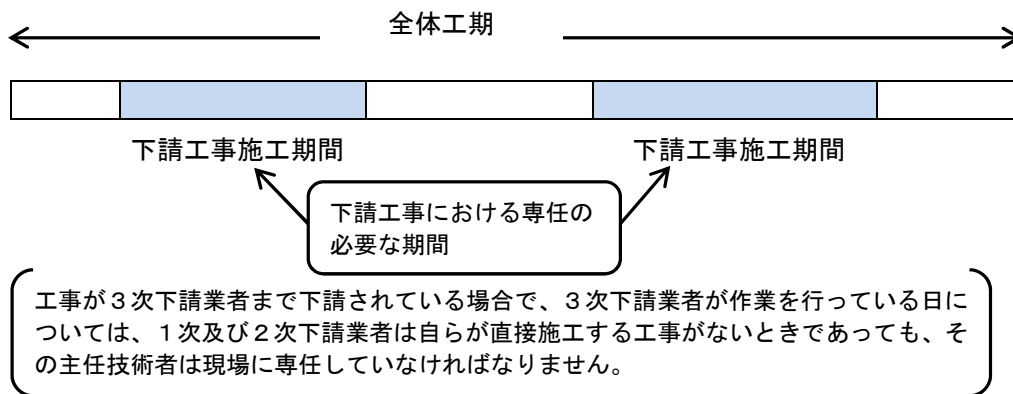 全体工期
下請工事施工期間
下請工事施工期間
下請工事における専任の
必要な期間
工事が３次下請業者まで下請されている場合で、３次下請業者が作業を行っている日に
ついては、１次及び２次下請業者は自らが直接施工する工事がないときであっても、そ
の主任技術者は現場に専任していなければなりません。